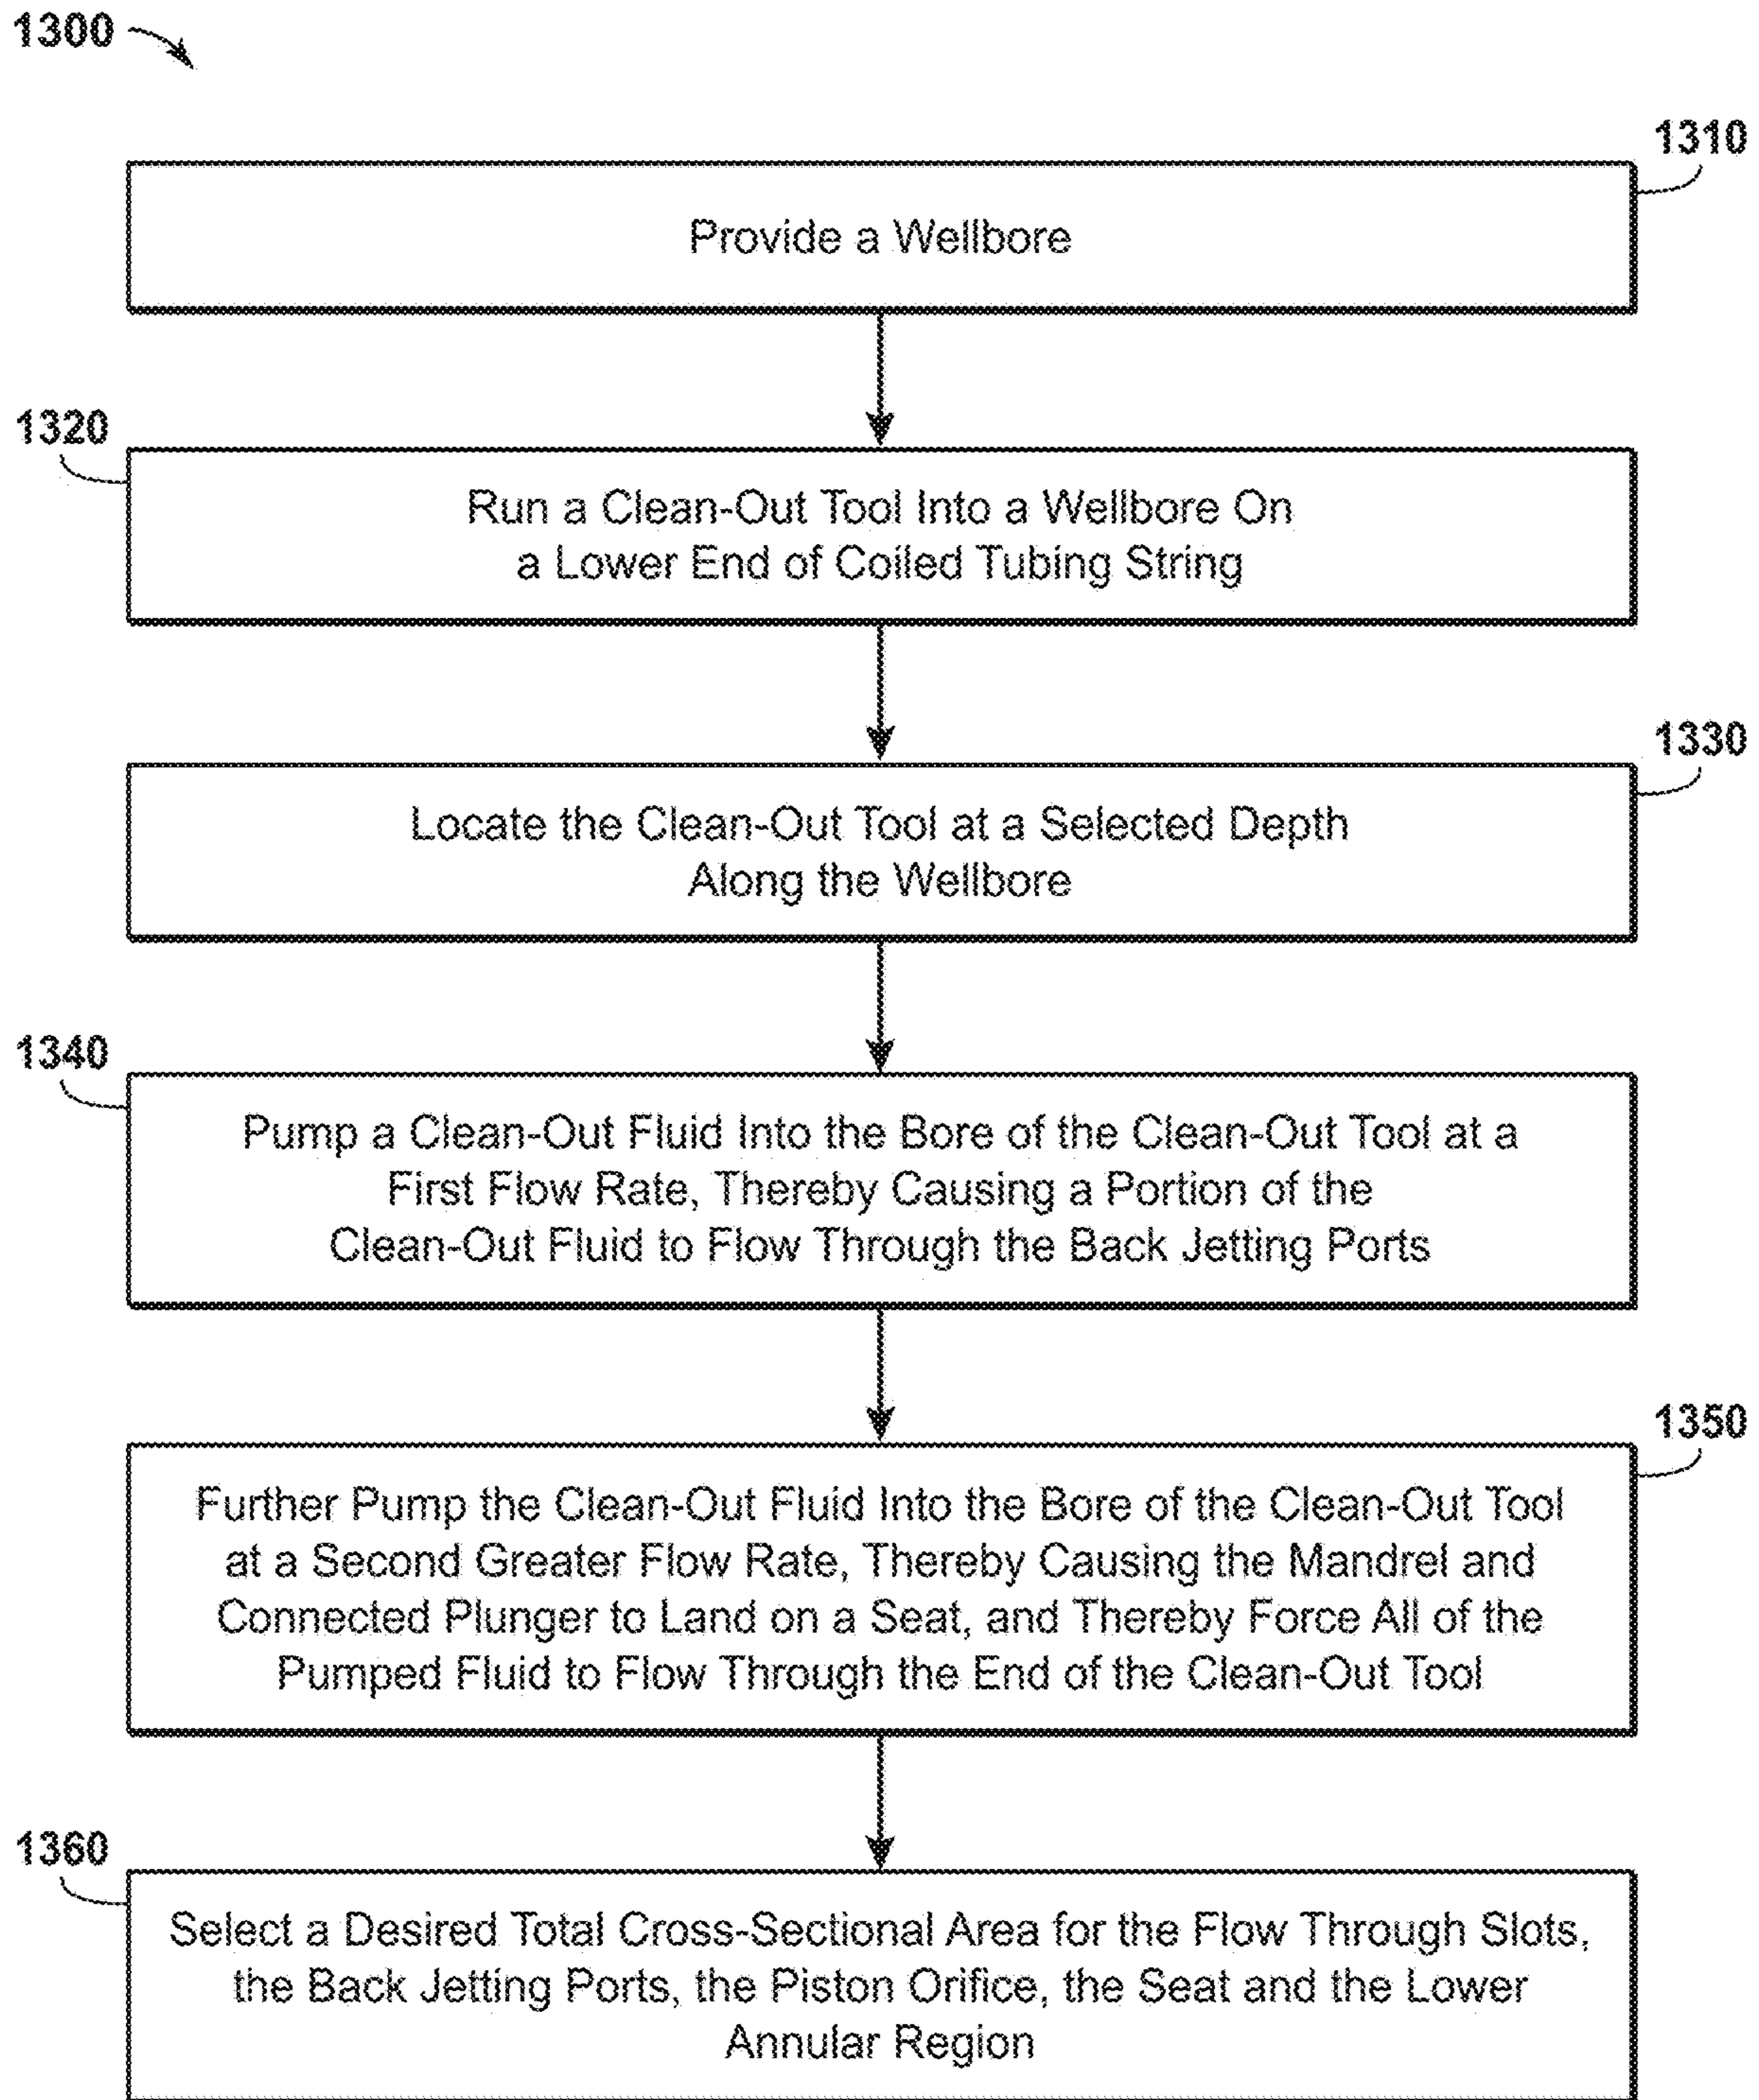 1300
1310
Provide a Wellbore
1320
Run a Clean-Out Tool Into a Wellbore On
a Lower End of Coiled Tubing String
1330
Locate the Clean-Out Tool at a Selected Depth
Along the Wellbore
1340
Pump a Clean-Out Fluid Into the Bore of the Clean-Out Tool at a
First Flow Rate, Thereby Causing a Portion of the
Clean-Out Fluid to Flow Through the Back Jetting Ports
1350
Further Pump the Clean-Out Fluid Into the Bore of the Clean-Out Tool
at a Second Greater Flow Rate, Thereby Causing the Mandrel and
Connected Plunger to Land on a Seat, and Thereby Force All of the
Pumped Fluid to Flow Through the End of the Clean-Out Tool
1360
Select a Desired Total Cross-Sectional Area for the Flow Through Slots,
the Back Jetting Ports, the Piston Orifice, the Seat and the Lower
Annular Region